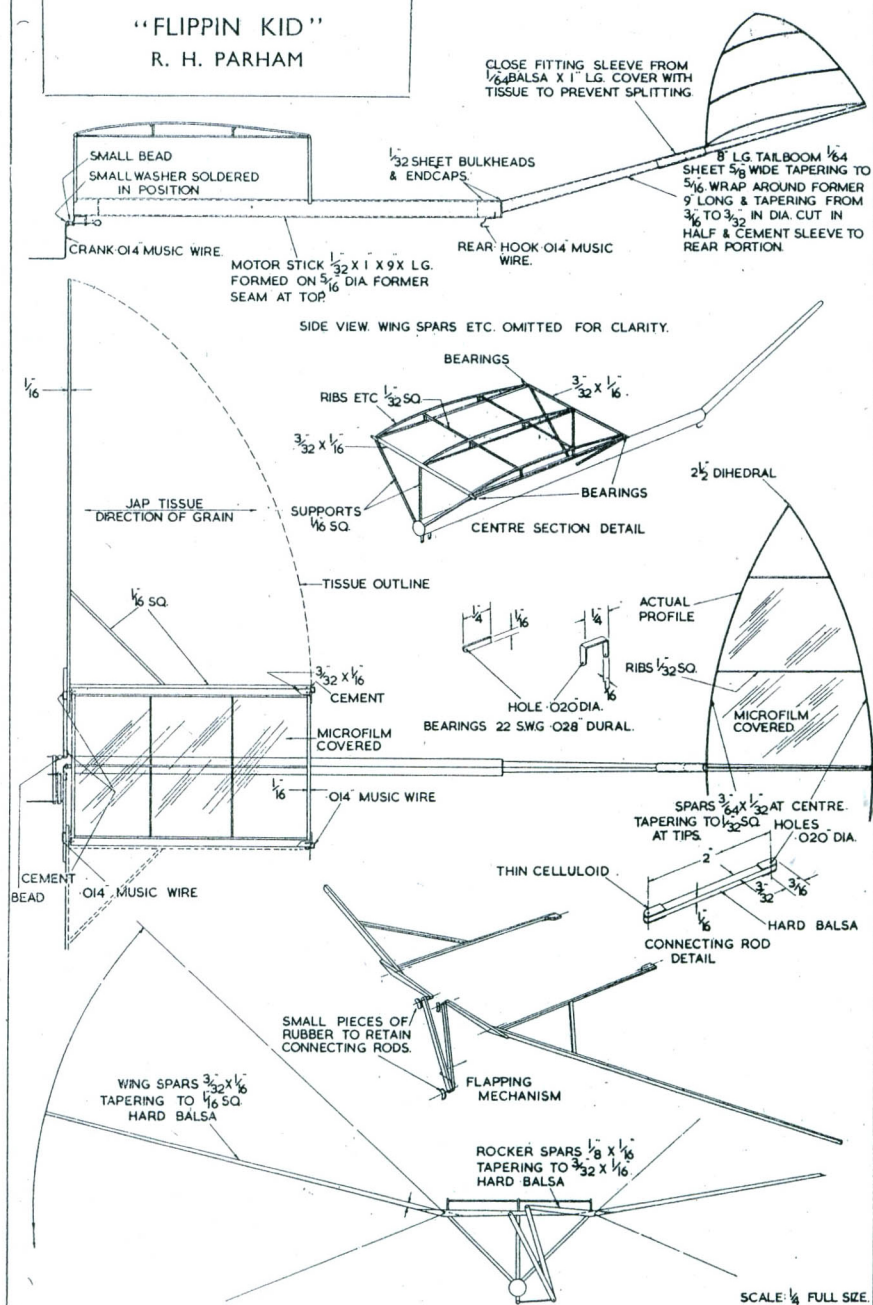 "FLIPPIN KID"
R. H. PARHAM
CLOSE FITTING SLEEVE FROM
1/64 BALSA X 1" LG. COVER WITH
TISSUE TO PREVENT SPLITTING.
SMALL BEAD
SMALL WASHER SOLDERED
IN POSITION
CRANK ·014" MUSIC WIRE.
1/32" SHEET BULKHEADS
& ENDCAPS.
8" LG. TAILBOOM 1/64"
SHEET 5/8" WIDE TAPERING TO
5/16". WRAP AROUND FORMER
9" LONG & TAPERING FROM
3/16" TO 3/32" IN DIA. CUT IN
HALF & CEMENT SLEEVE TO
REAR PORTION.
REAR HOOK ·014" MUSIC
WIRE.
MOTOR STICK 1/32" X 1" X 9" X LG.
FORMED ON 5/16" DIA. FORMER
SEAM AT TOP.
SIDE VIEW. WING SPARS ETC. OMITTED FOR CLARITY.
1/16"
BEARINGS
RIBS ETC 1/32" SQ.
3/32" X 1/16"
3/32" X 1/16"
SUPPORTS
1/16" SQ.
BEARINGS
CENTRE SECTION DETAIL
2 1/2" DIHEDRAL
JAP TISSUE
DIRECTION OF GRAIN
TISSUE OUTLINE
1/16" SQ.
1/4"
1/16"
1/4"
1/16"
HOLE ·020" DIA.
BEARINGS 22 S.W.G ·028" DURAL.
ACTUAL
PROFILE
RIBS 1/32" SQ.
MICROFILM
COVERED
3/32" X 1/16"
CEMENT
MICROFILM
COVERED
1/16"
·014" MUSIC WIRE
SPARS 3/64" X 1/32" AT CENTRE.
TAPERING TO 1/32" SQ.
AT TIPS.
HOLES
·020" DIA.
CEMENT
BEAD
·014" MUSIC WIRE
THIN CELLULOID
2"
3/32"
3/16"
1/16"
HARD BALSA
CONNECTING ROD
DETAIL
SMALL PIECES OF
RUBBER TO RETAIN
CONNECTING RODS.
FLAPPING
MECHANISM
WING SPARS 3/32" X 1/16"
TAPERING TO 1/16" SQ.
HARD BALSA
ROCKER SPARS 1/8" X 1/16"
TAPERING TO 3/32" X 1/16"
HARD BALSA
SCALE: 1/4 FULL SIZE.